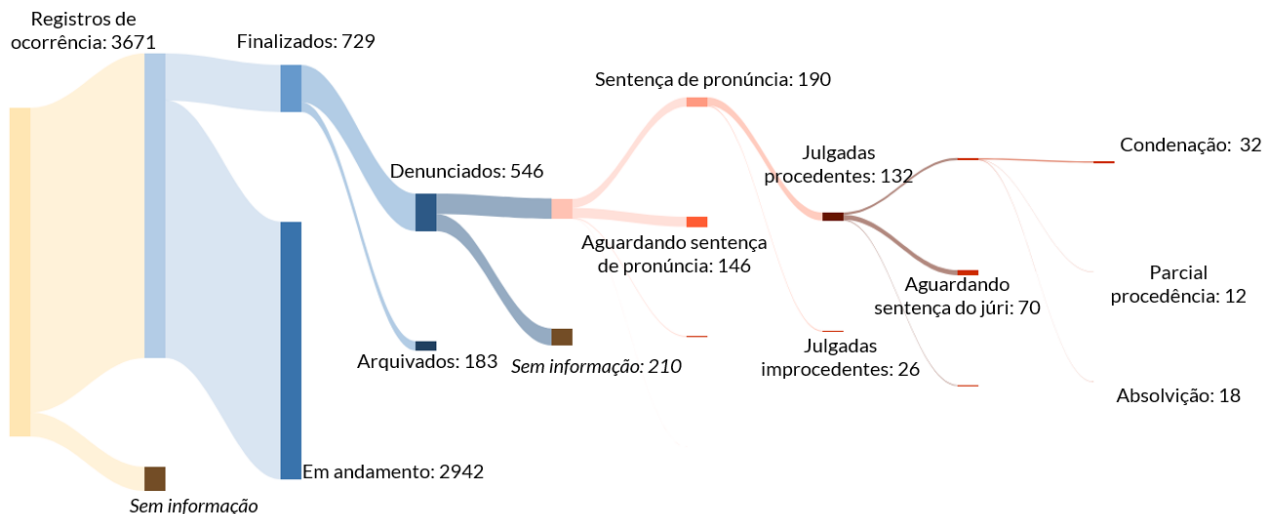 Registros de
ocorrência: 3671
Finalizados: 729
Sentença de pronúncia: 190
Denunciados: 546
Julgadas
procedentes: 132
Condenação: 32
Aguardando sentença
de pronúncia: 146
Parcial
procedência: 12
Aguardando
sentença do júri: 70
Arquivados: 183
Sem informação: 210
Julgadas
improcedentes: 26
Absolvição: 18
Em andamento: 2942
Sem informação